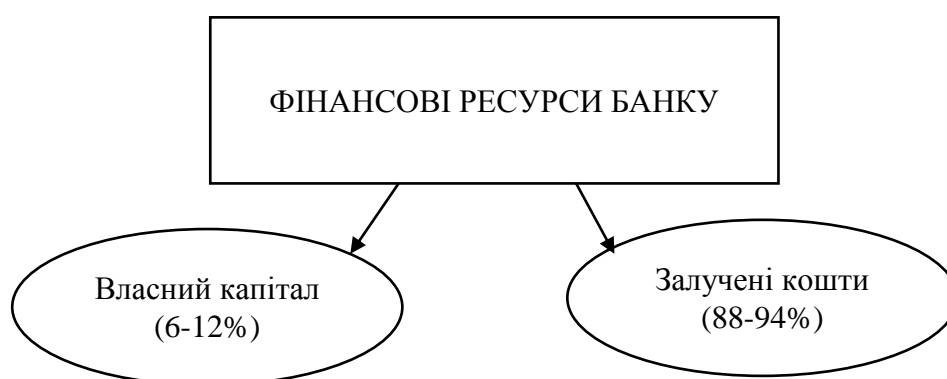 ФІНАНСОВІ РЕСУРСИ БАНКУ
Власний капітал
(6-12%)
Залучені кошти
(88-94%)